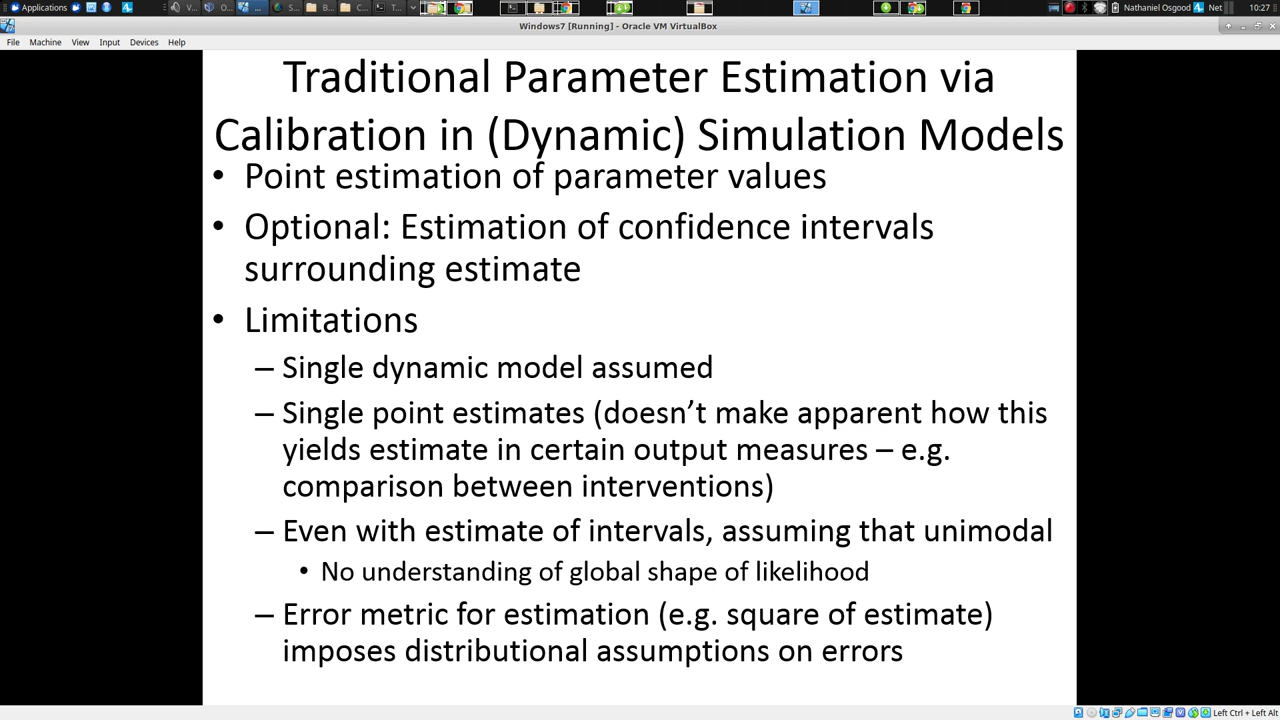 Applications
V...
O...
...
S...
B...
C...
T...
Nathaniel Osgood
Net
10:27
Windows7 [Running] - Oracle VM VirtualBox
File Machine View Input Devices Help
Traditional Parameter Estimation via
Calibration in (Dynamic) Simulation Models
• Point estimation of parameter values
• Optional: Estimation of confidence intervals
surrounding estimate
• Limitations
– Single dynamic model assumed
– Single point estimates (doesn’t make apparent how this
yields estimate in certain output measures – e.g.
comparison between interventions)
– Even with estimate of intervals, assuming that unimodal
• No understanding of global shape of likelihood
– Error metric for estimation (e.g. square of estimate)
imposes distributional assumptions on errors
Left Ctrl + Left Alt